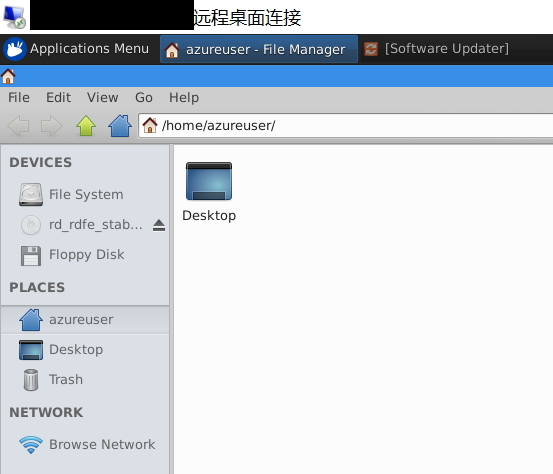 远程桌面连接
Applications Menu azureuser - File Manager [Software Updater]
File Edit View Go Help
/home/azureuser/
DEVICES
File System
rd_rdfe_stab...
Floppy Disk
PLACES
azureuser
Desktop
Trash
NETWORK
Browse Network
Desktop